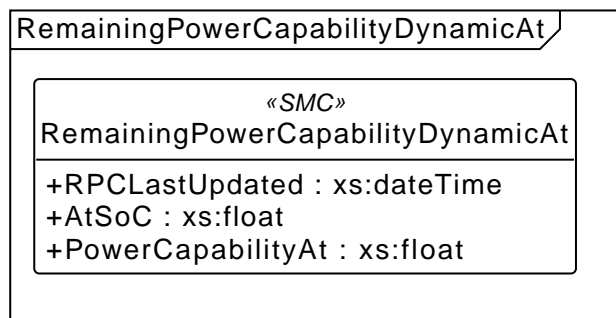 RemainingPowerCapabilityDynamicAt
«SMC»
RemainingPowerCapabilityDynamicAt
+RPCLastUpdated : xs:dateTime
+AtSoC : xs:float
+PowerCapabilityAt : xs:float